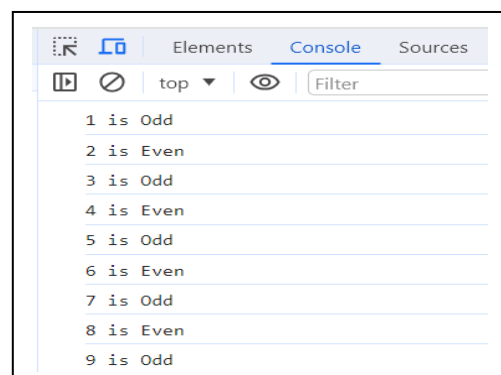 Elements Console Sources
top Filter
1 is Odd
2 is Even
3 is Odd
4 is Even
5 is Odd
6 is Even
7 is Odd
8 is Even
9 is Odd